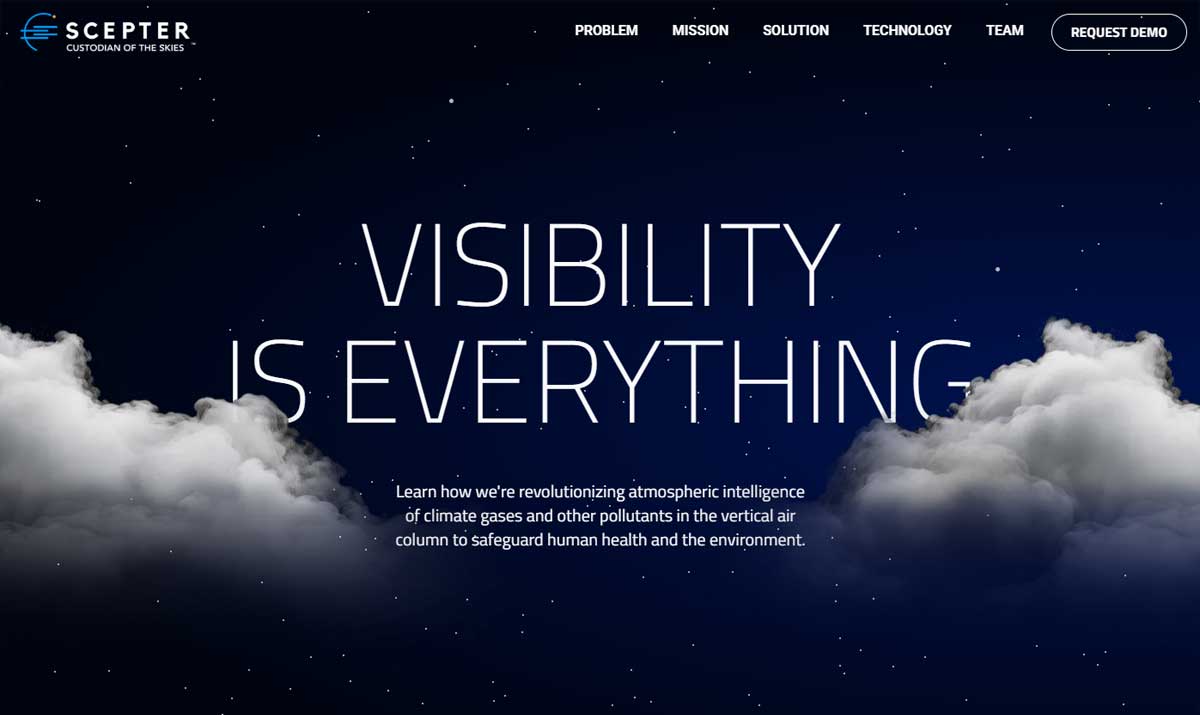 SCEPTER
CUSTODIAN OF THE SKIES ™
PROBLEM MISSION SOLUTION TECHNOLOGY TEAM REQUEST DEMO
VISIBILITY
IS EVERYTHING
Learn how we're revolutionizing atmospheric intelligence
of climate gases and other pollutants in the vertical air
column to safeguard human health and the environment.